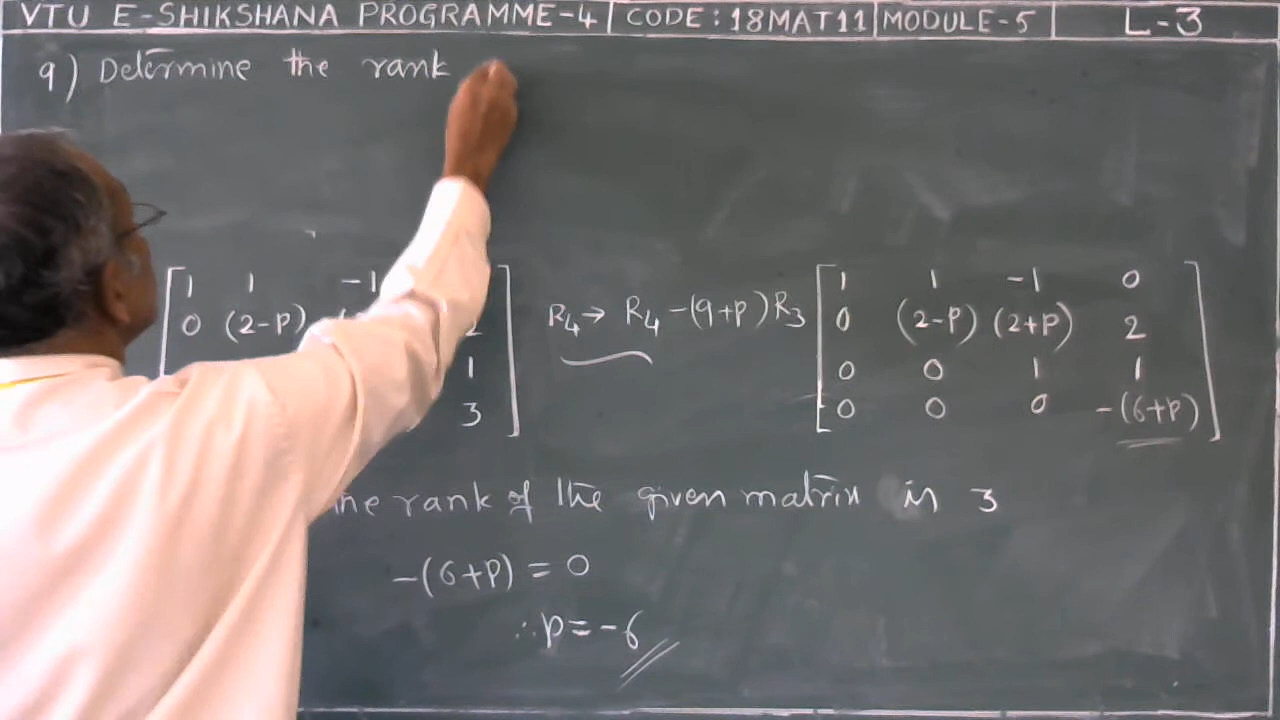 VTU E-SHIKSHANA PROGRAMME-4 | CODE: 18MAT11 | MODULE-5 | L-3
9) Determine the rank
1 1 -1
0 (2-P)
1
3
R4 → R4 -(9+P)R3
1 1 -1 0
0 (2-P) (2+P) 2
0 0 1 1
0 0 0 -(6+P)
rank of the given matrix is 3
-(6+P) = 0
∴ P = -6